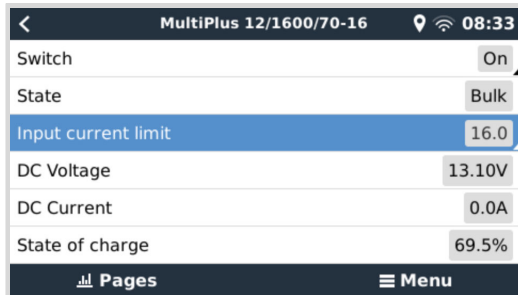 MultiPlus 12/1600/70-16 08:33
Switch On
State Bulk
Input current limit 16.0
DC Voltage 13.10V
DC Current 0.0A
State of charge 69.5%
Pages Menu